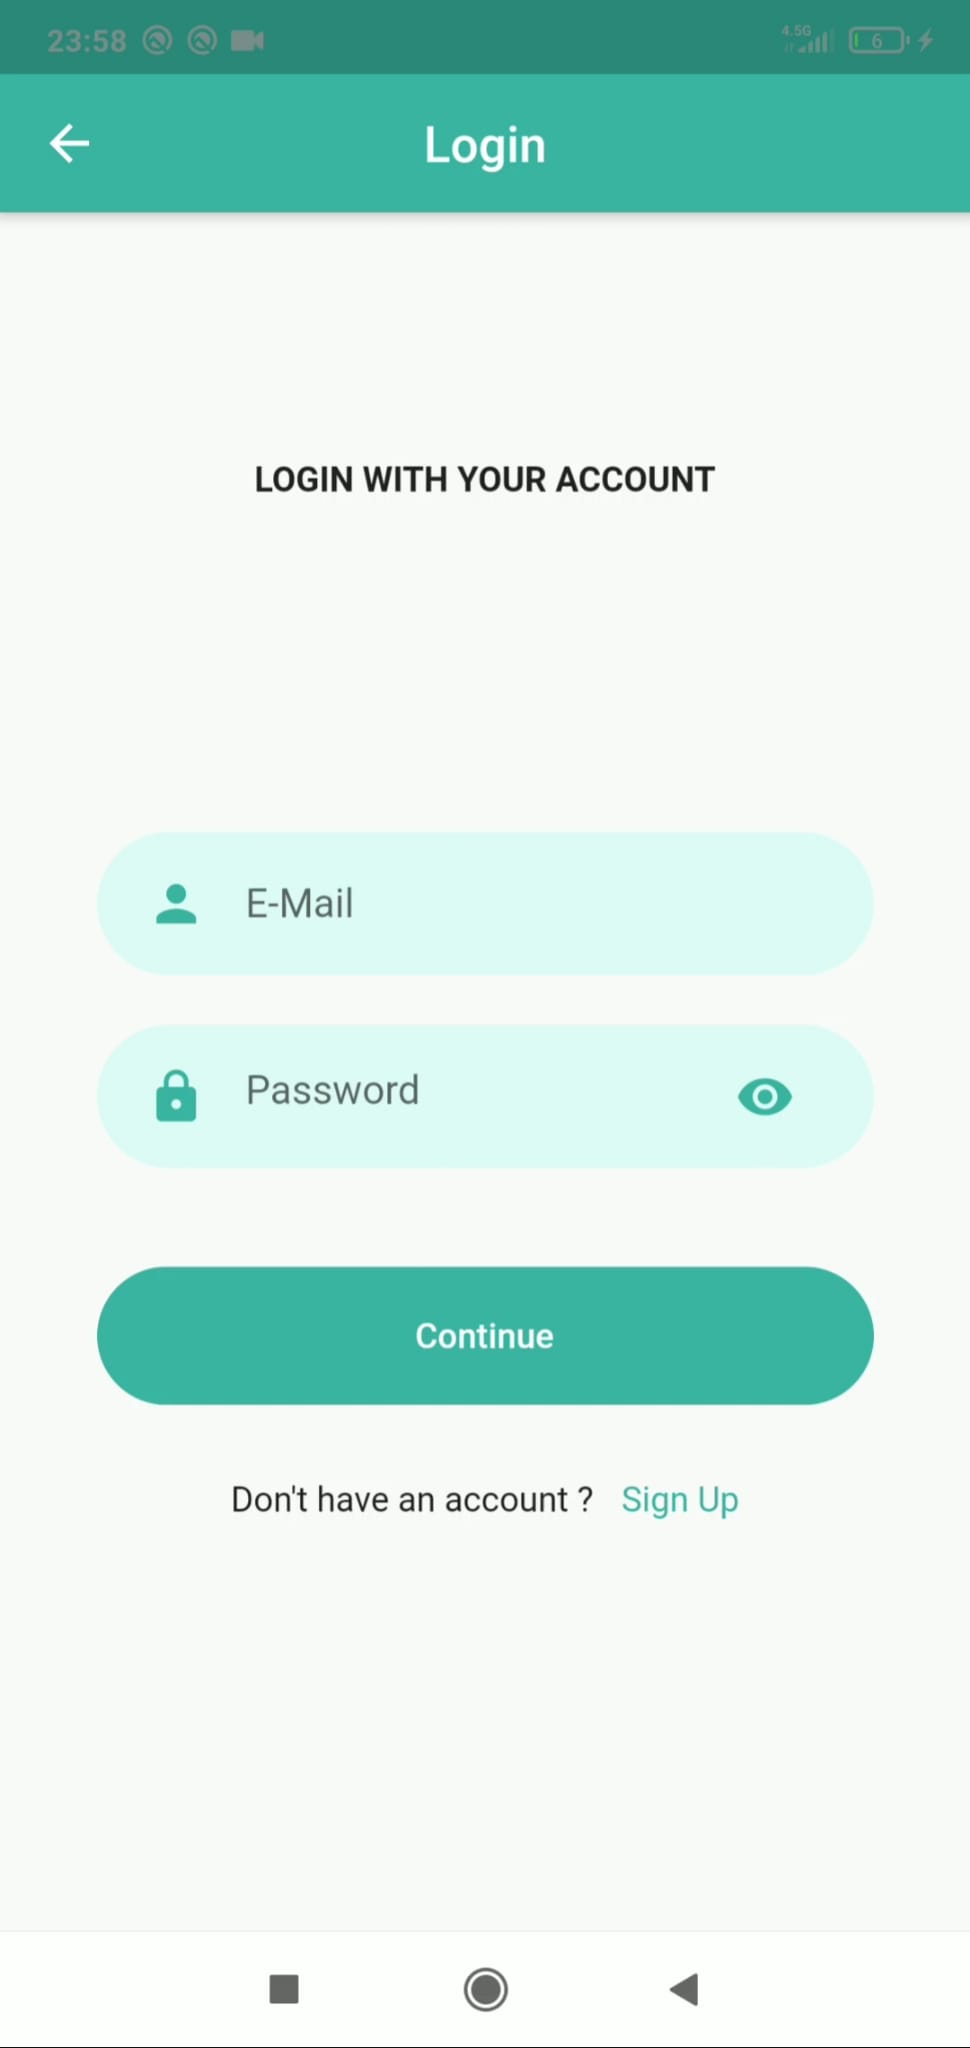 23:58 4.5G 6
Login
LOGIN WITH YOUR ACCOUNT
E-Mail
Password
Continue
Don't have an account ? Sign Up